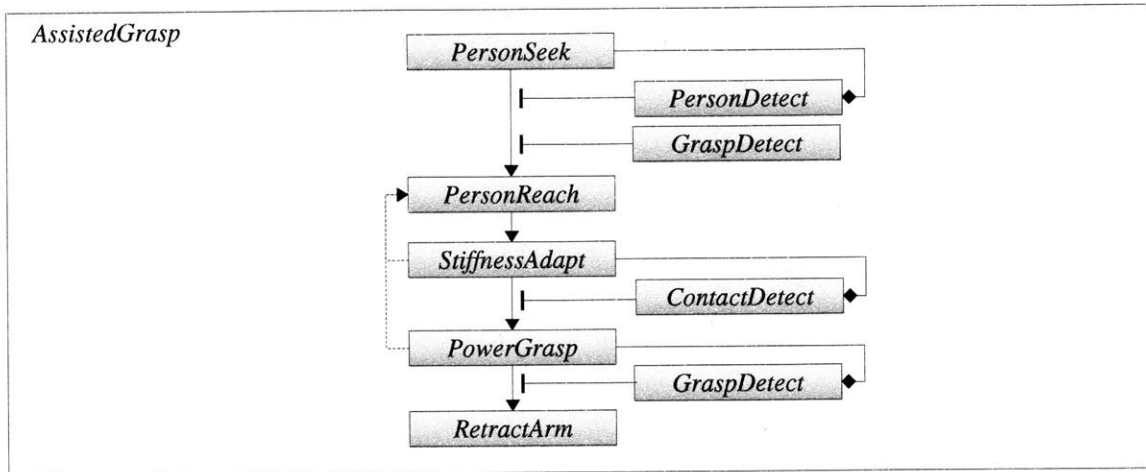 AssistedGrasp
PersonSeek
PersonDetect
GraspDetect
PersonReach
StiffnessAdapt
ContactDetect
PowerGrasp
GraspDetect
RetractArm